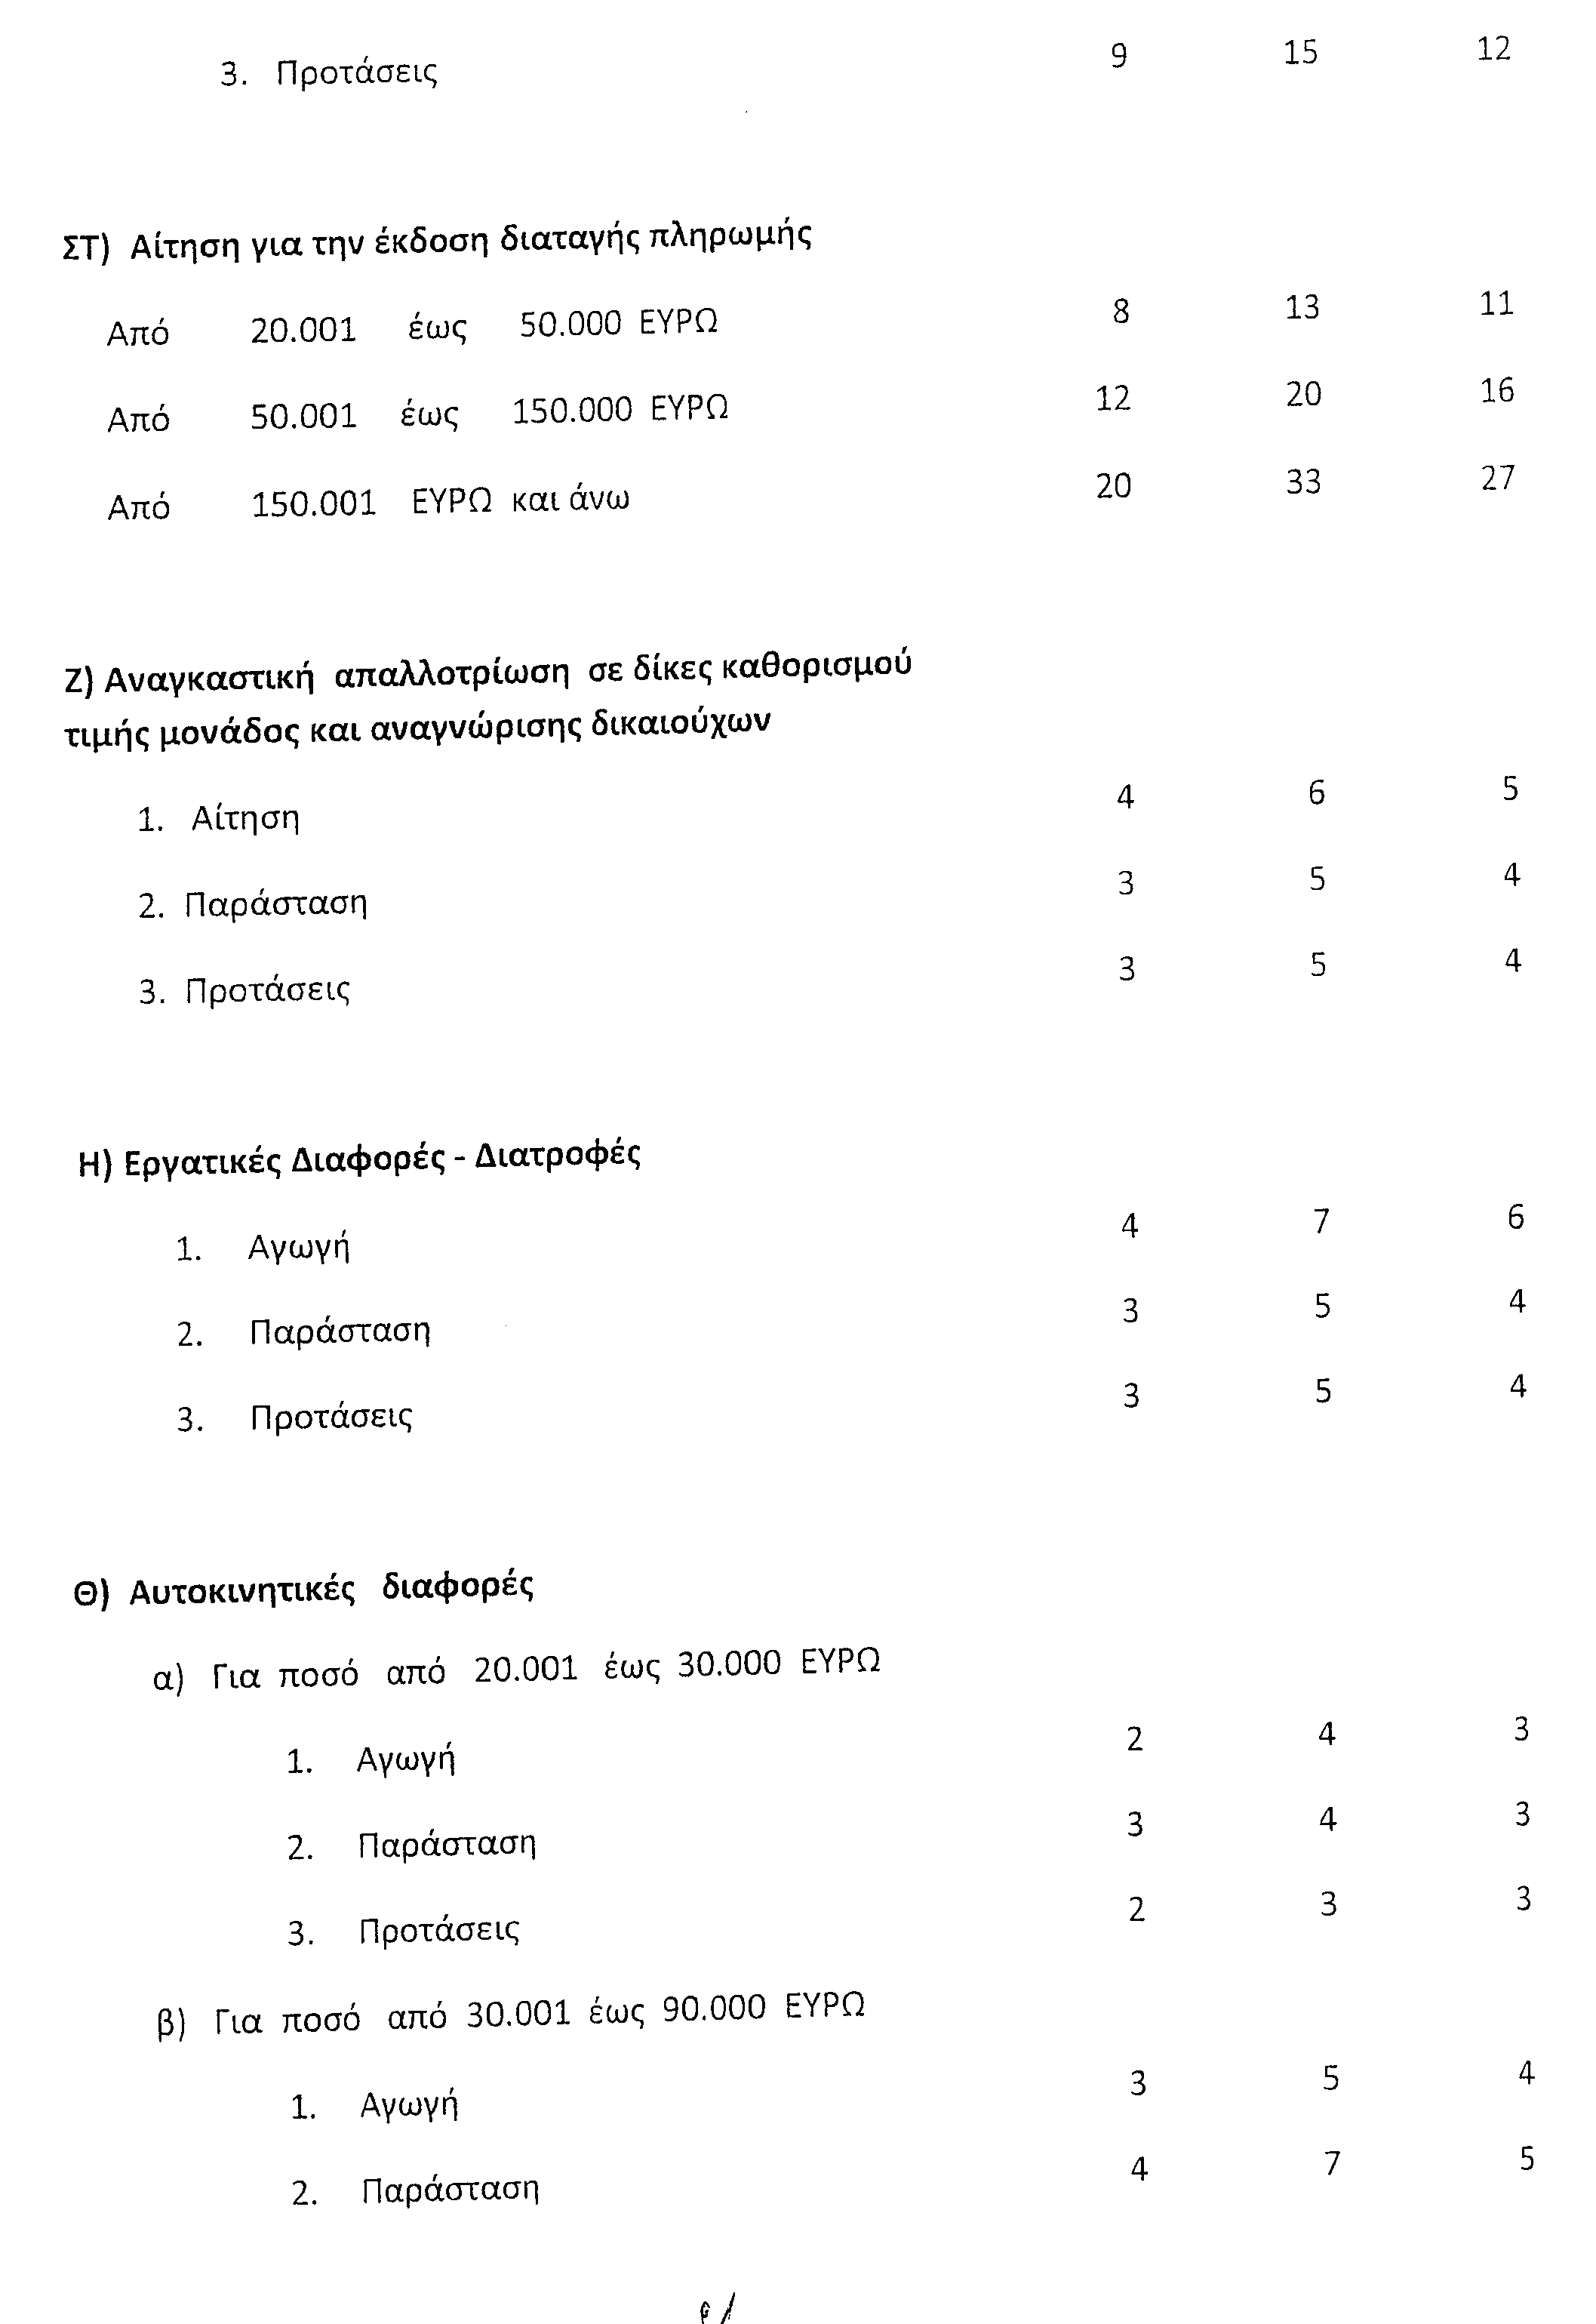 3. Προτάσεις 9 15 12
ΣΤ) Αίτηση για την έκδοση διαταγής πληρωμής
Από 20.001 έως 50.000 ΕΥΡΩ 8 13 11
Από 50.001 έως 150.000 ΕΥΡΩ 12 20 16
Από 150.001 ΕΥΡΩ και άνω 20 33 27
Ζ) Αναγκαστική απαλλοτρίωση σε δίκες καθορισμού
τιμής μονάδος και αναγνώρισης δικαιούχων
1. Αίτηση 4 6 5
2. Παράσταση 3 5 4
3. Προτάσεις 3 5 4
Η) Εργατικές Διαφορές - Διατροφές
1. Αγωγή 4 7 6
2. Παράσταση 3 5 4
3. Προτάσεις 3 5 4
Θ) Αυτοκινητικές διαφορές
α) Για ποσό από 20.001 έως 30.000 ΕΥΡΩ
1. Αγωγή 2 4 3
2. Παράσταση 3 4 3
3. Προτάσεις 2 3 3
β) Για ποσό από 30.001 έως 90.000 ΕΥΡΩ
1. Αγωγή 3 5 4
2. Παράσταση 4 7 5